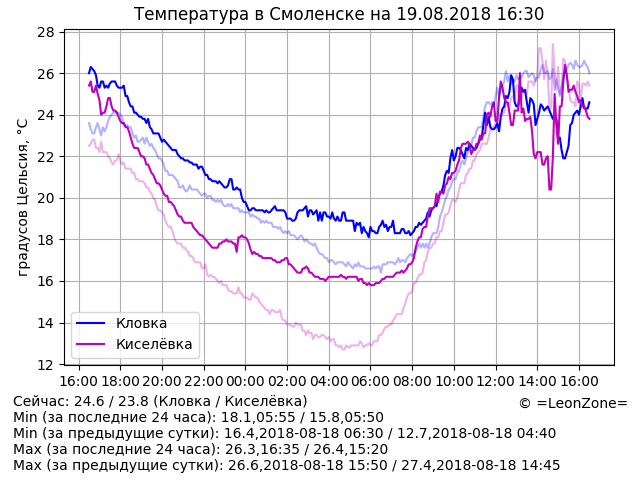 Температура в Смоленске на 19.08.2018 16:30
градусов Цельсия, °C
28
26
24
22
20
18
16
14
12
Кловка
Киселёвка
16:00 18:00 20:00 22:00 00:00 02:00 04:00 06:00 08:00 10:00 12:00 14:00 16:00
Сейчас: 24.6 / 23.8 (Кловка / Киселёвка)
© =LeonZone=
Min (за последние 24 часа): 18.1,05:55 / 15.8,05:50
Min (за предыдущие сутки): 16.4,2018-08-18 06:30 / 12.7,2018-08-18 04:40
Max (за последние 24 часа): 26.3,16:35 / 26.4,15:20
Max (за предыдущие сутки): 26.6,2018-08-18 15:50 / 27.4,2018-08-18 14:45